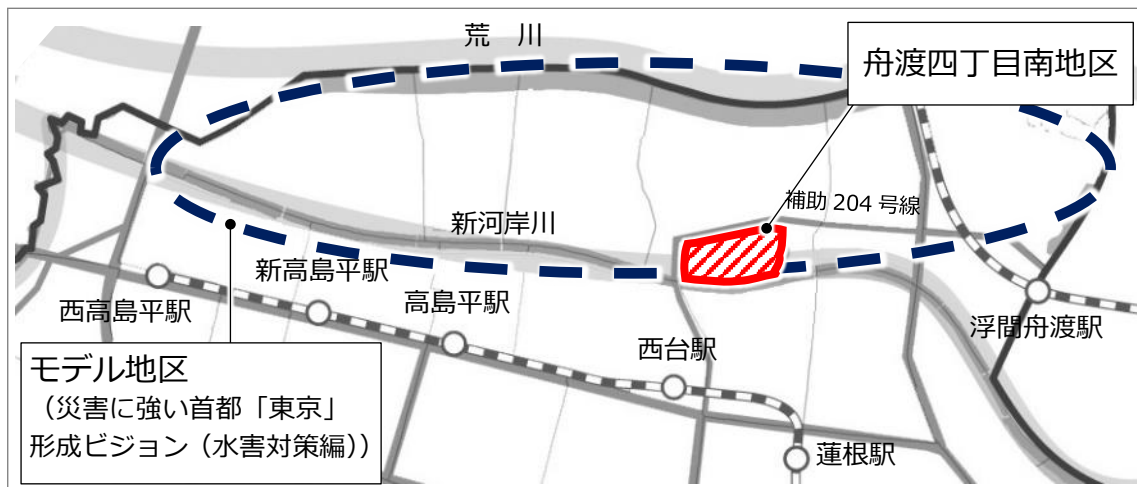 荒 川
舟渡四丁目南地区
補助 204 号線
新河岸川
新高島平駅
西高島平駅
高島平駅
浮間舟渡駅
西台駅
モデル地区
（災害に強い首都「東京」
形成ビジョン（水害対策編））
蓮根駅